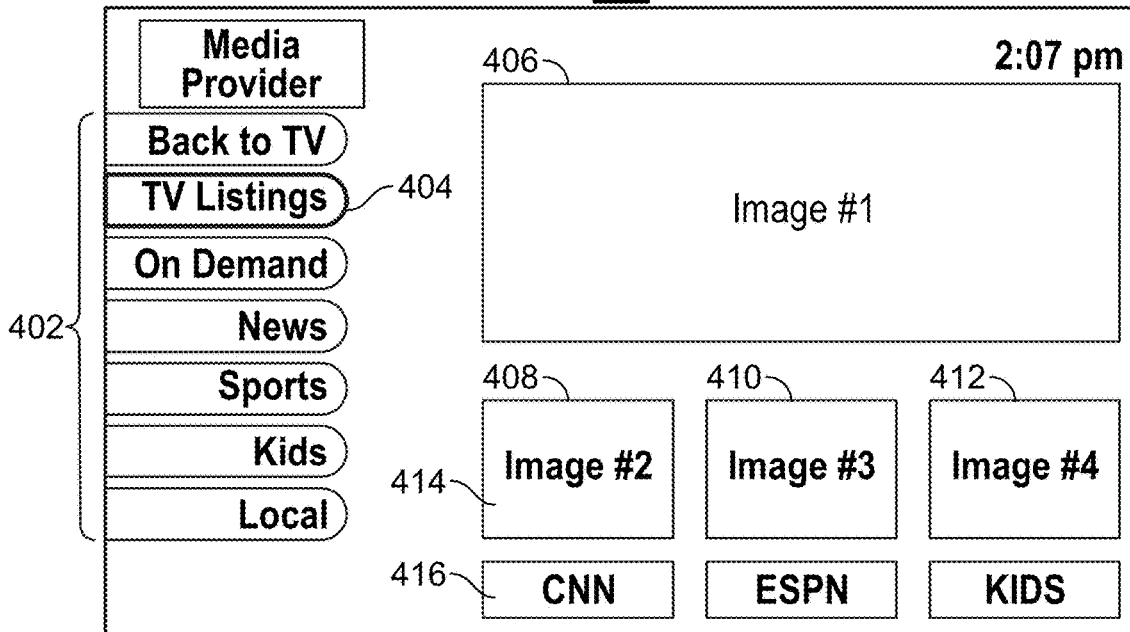 Media
Provider
2:07 pm
406
Back to TV
TV Listings
404
Image #1
On Demand
402
News
Sports
408
410
412
Kids
Image #2
Image #3
Image #4
414
Local
416
CNN
ESPN
KIDS